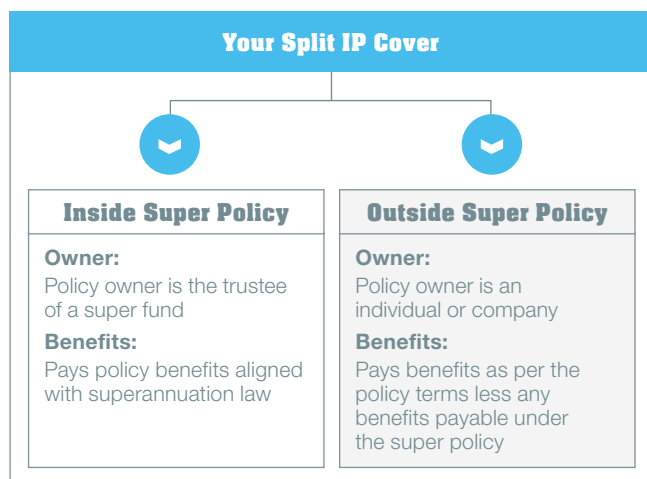 Your Split IP Cover
Inside Super Policy
Owner:
Policy owner is the trustee
of a super fund
Benefits:
Pays policy benefits aligned
with superannuation law
Outside Super Policy
Owner:
Policy owner is an
individual or company
Benefits:
Pays benefits as per the
policy terms less any
benefits payable under
the super policy